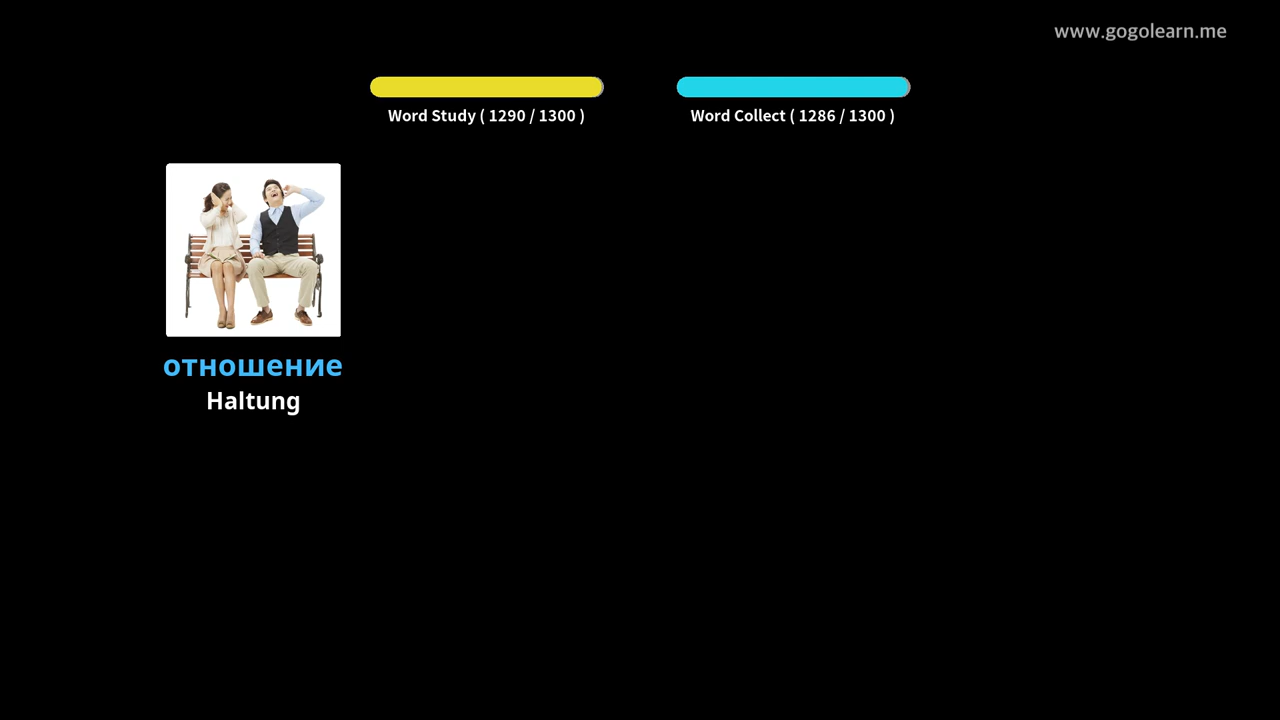 www.gogolearn.me
Word Study ( 1290 / 1300 )
Word Collect ( 1286 / 1300 )
отношение
Haltung